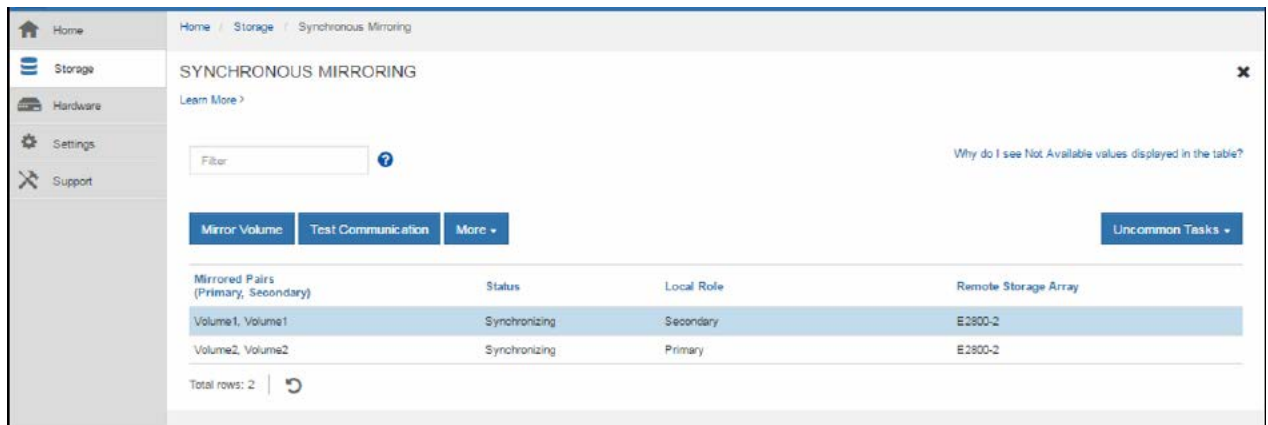 Home
Storage
Hardware
Settings
Support
Home / Storage / Synchronous Mirroring
SYNCHRONOUS MIRRORING
Learn More >
Filter
Why do I see Not Available values displayed in the table?
Mirror Volume Test Communication More Uncommon Tasks
Mirrored Pairs
(Primary, Secondary) Status Local Role Remote Storage Array
Volume1, Volume1 Synchronizing Secondary E2800-2
Volume2, Volume2 Synchronizing Primary E2800-2
Total rows: 2